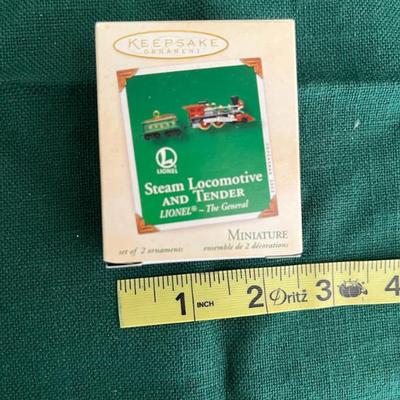 KEEPSAKE
ORNAMENT
LIONEL
Steam Locomotive
AND TENDER
LIONEL® – The General
MINIATURE
set of 2 ornaments
ensemble de 2 décorations
1 INCH 2 Dritz® 3 4